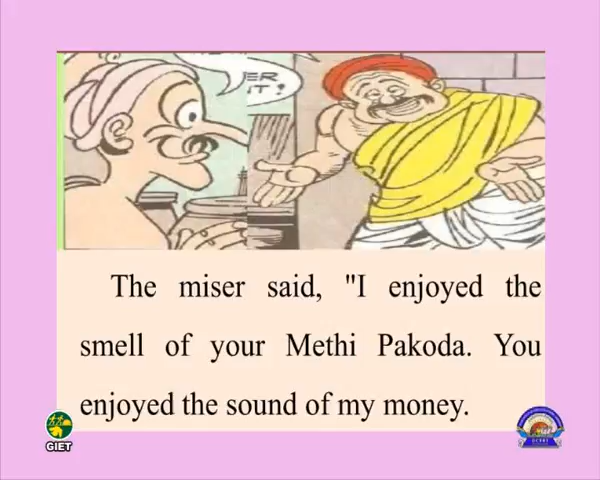 ER
T!
The miser said, "I enjoyed the
smell of your Methi Pakoda. You
enjoyed the sound of my money.
GIET